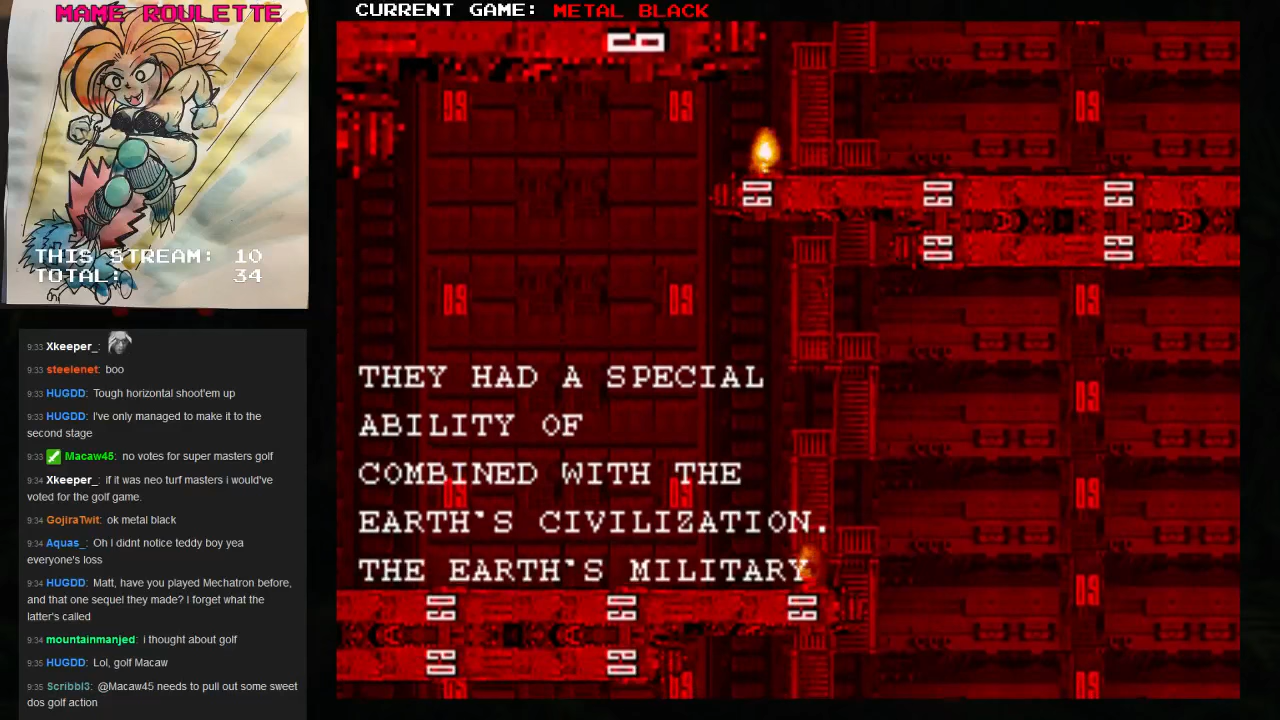 MAME ROULETTE
THIS STREAM: 10
TOTAL: 34
9:33 Xkeeper_:
9:33 steelenet: boo
9:33 HUGDD: Tough horizontal shoot'em up
9:33 HUGDD: I've only managed to make it to the
second stage
9:33 Macaw45: no votes for super masters golf
9:34 Xkeeper_: if it was neo turf masters i would've
voted for the golf game.
9:34 GojiraTwit: ok metal black
9:34 Aquas_: Oh i didnt notice teddy boy yea
everyone's loss
9:34 HUGDD: Matt, have you played Mechatron before,
and that one sequel they made? i forget what the
latter's called
9:34 mountainmanjed: i thought about golf
9:35 HUGDD: Lol, golf Macaw
9:35 Scribbl3: @Macaw45 needs to pull out some sweet
dos golf action
CURRENT GAME: METAL BLACK
09 09
09 09
THEY HAD A SPECIAL
ABILITY OF
COMBINED WITH THE
EARTH'S CIVILIZATION.
THE EARTH'S MILITARY